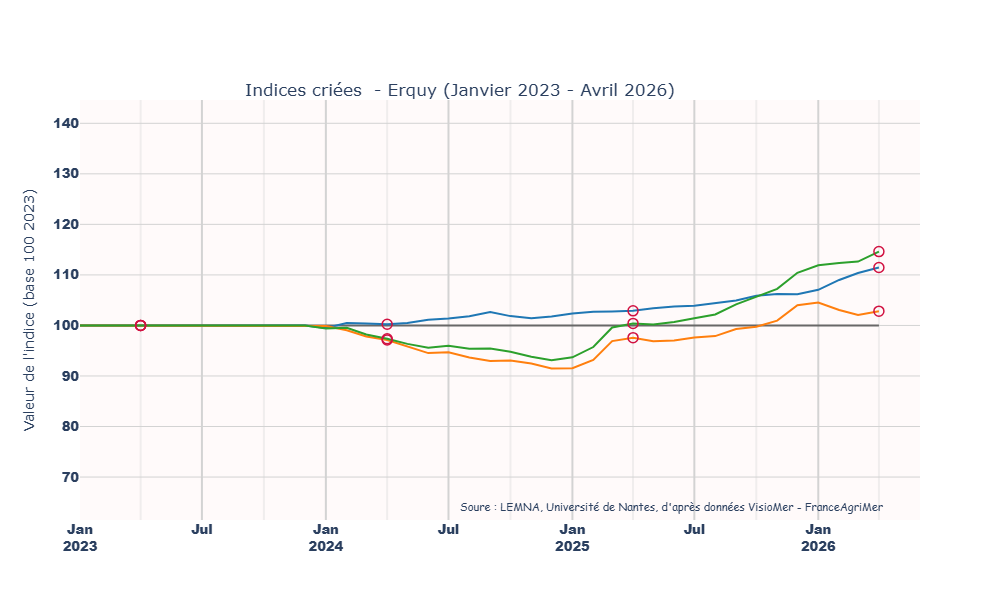 Indices criées - Erquy (Janvier 2023 - Avril 2026)
Valeur de l'Indice (base 100 2023)
140
130
120
110
100
90
80
70
Soure : LEMNA, Université de Nantes, d'après données VisioMer - FranceAgriMer
Jan Jul Jan Jul Jan Jul Jan
2023 2024 2025 2026